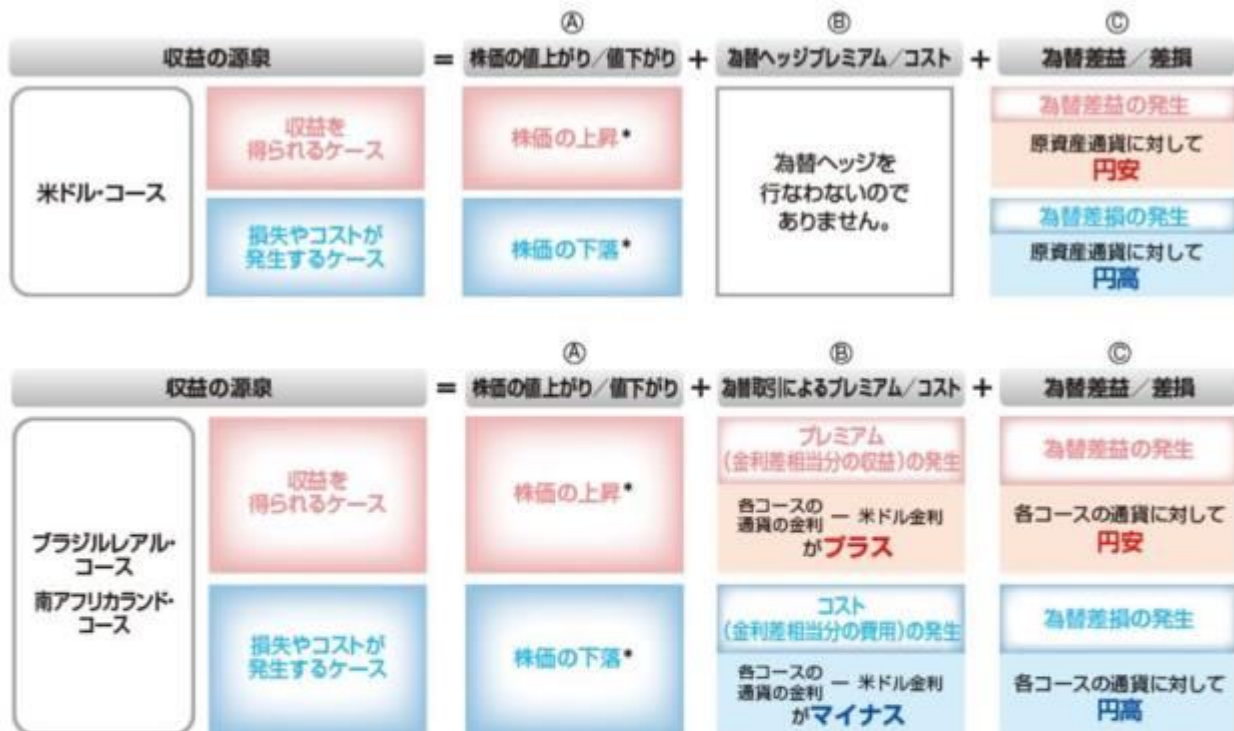 Ⓐ Ⓑ Ⓒ
収益の源泉 = 株価の値上がり/値下がり + 為替ヘッジプレミアム/コスト + 為替差益/差損
米ドル・コース
収益を
得られるケース
株価の上昇*
為替ヘッジを
行なわないので
ありません。
為替差益の発生
原資産通貨に対して
円安
損失やコストが
発生するケース
株価の下落*
為替差損の発生
原資産通貨に対して
円高
Ⓐ Ⓑ Ⓒ
収益の源泉 = 株価の値上がり/値下がり + 為替取引によるプレミアム/コスト + 為替差益/差損
ブラジルレアル・
コース
南アフリカランド・
コース
収益を
得られるケース
株価の上昇*
プレミアム
(金利差相当分の収益)の発生
各コースの
通貨の金利 ー 米ドル金利
がプラス
為替差益の発生
各コースの通貨に対して
円安
損失やコストが
発生するケース
株価の下落*
コスト
(金利差相当分の費用)の発生
各コースの
通貨の金利 ー 米ドル金利
がマイナス
為替差損の発生
各コースの通貨に対して
円高